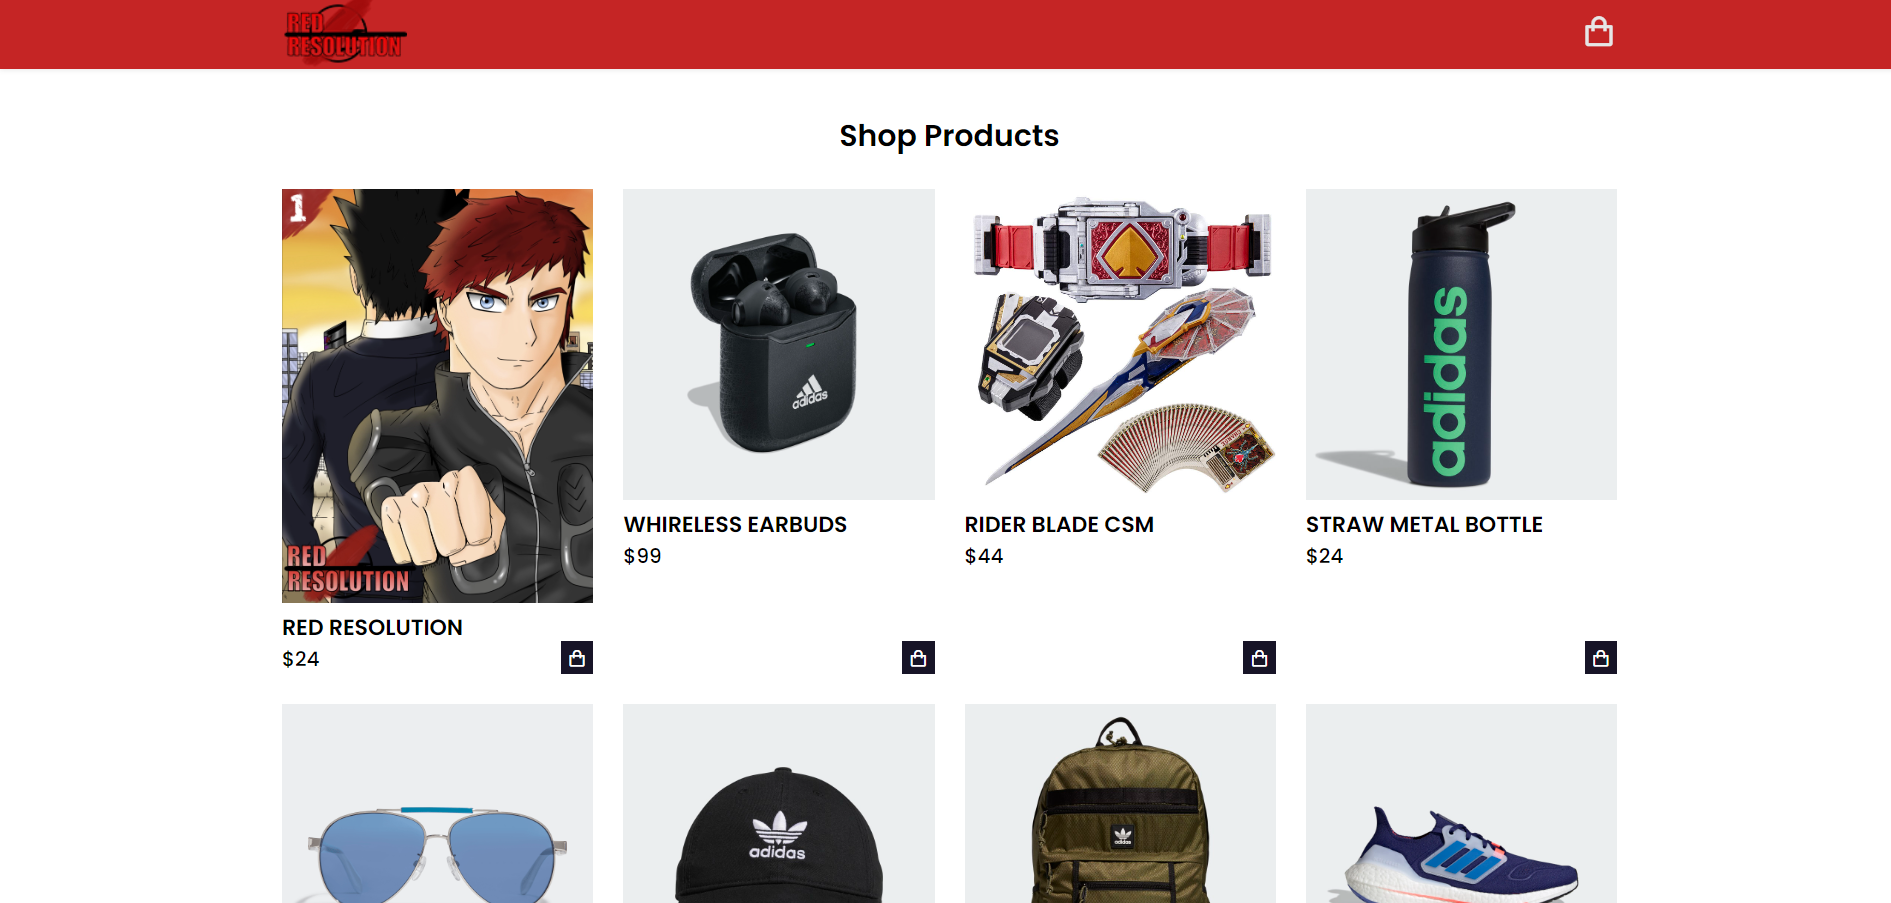 RED
RESOLUTION
Shop Products
1
RED
RESOLUTION
adidas
adidas
WHIRELESS EARBUDS
$99
RIDER BLADE CSM
$44
STRAW METAL BOTTLE
$24
RED RESOLUTION
$24
adidas
adidas